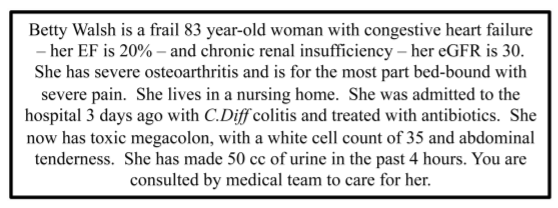 Betty Walsh is a frail 83 year-old woman with congestive heart failure
– her EF is 20% – and chronic renal insufficiency – her eGFR is 30.
She has severe osteoarthritis and is for the most part bed-bound with
severe pain.  She lives in a nursing home.  She was admitted to the
hospital 3 days ago with C.Diff colitis and treated with antibiotics.  She
now has toxic megacolon, with a white cell count of 35 and abdominal
tenderness.  She has made 50 cc of urine in the past 4 hours. You are
consulted by medical team to care for her.